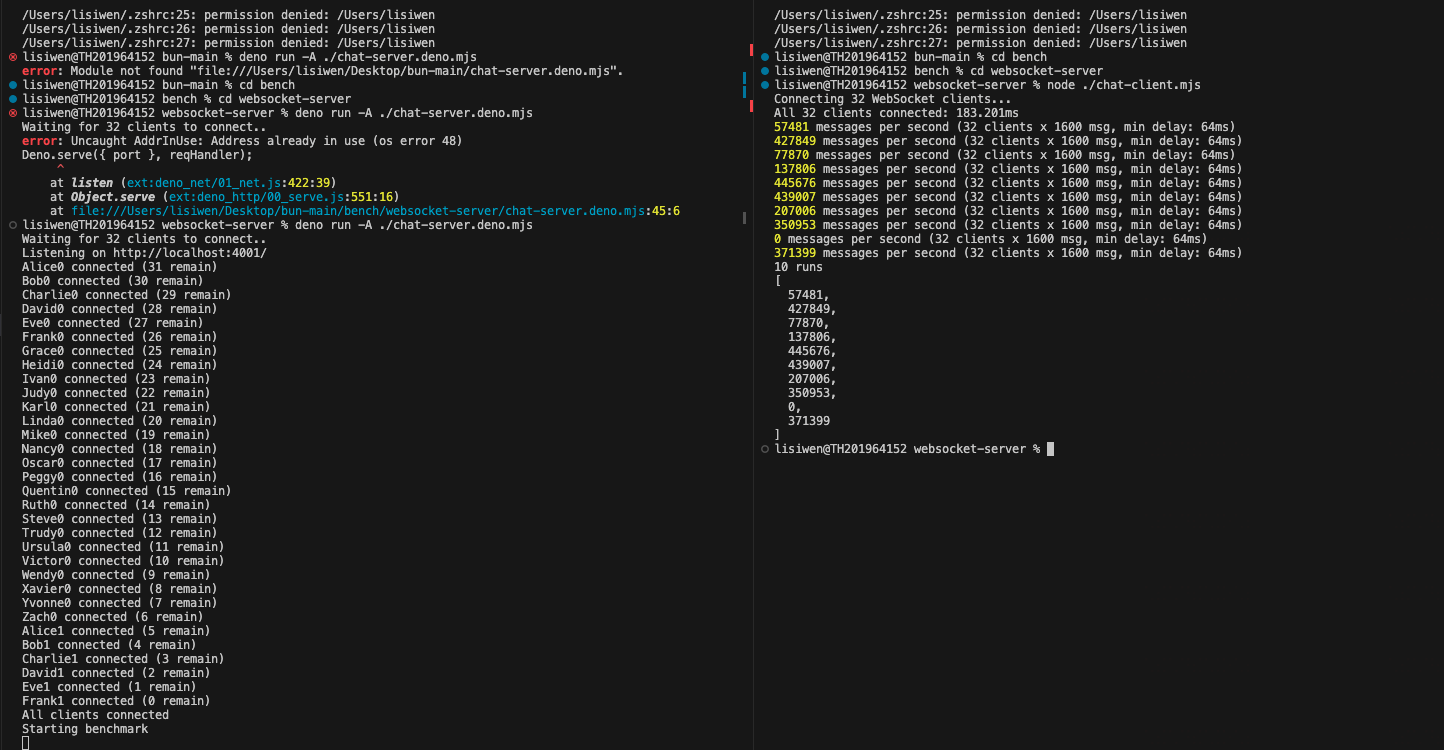 /Users/lisiwen/.zshrc:25: permission denied: /Users/lisiwen
/Users/lisiwen/.zshrc:26: permission denied: /Users/lisiwen
/Users/lisiwen/.zshrc:27: permission denied: /Users/lisiwen
lisiwen@TH201964152 bun-main % deno run -A ./chat-server.deno.mjs
error: Module not found "file:///Users/lisiwen/Desktop/bun-main/chat-server.deno.mjs".
lisiwen@TH201964152 bun-main % cd bench
lisiwen@TH201964152 bench % cd websocket-server
lisiwen@TH201964152 websocket-server % deno run -A ./chat-server.deno.mjs
Waiting for 32 clients to connect..
error: Uncaught AddrInUse: Address already in use (os error 48)
Deno.serve({ port }, reqHandler);
^
at listen (ext:deno_net/01_net.js:422:39)
at Object.serve (ext:deno_http/00_serve.js:551:16)
at file:///Users/lisiwen/Desktop/bun-main/bench/websocket-server/chat-server.deno.mjs:45:6
lisiwen@TH201964152 websocket-server % deno run -A ./chat-server.deno.mjs
Waiting for 32 clients to connect..
Listening on http://localhost:4001/
Alice0 connected (31 remain)
Bob0 connected (30 remain)
Charlie0 connected (29 remain)
David0 connected (28 remain)
Eve0 connected (27 remain)
Frank0 connected (26 remain)
Grace0 connected (25 remain)
Heidi0 connected (24 remain)
Ivan0 connected (23 remain)
Judy0 connected (22 remain)
Karl0 connected (21 remain)
Linda0 connected (20 remain)
Mike0 connected (19 remain)
Nancy0 connected (18 remain)
Oscar0 connected (17 remain)
Peggy0 connected (16 remain)
Quentin0 connected (15 remain)
Ruth0 connected (14 remain)
Steve0 connected (13 remain)
Trudy0 connected (12 remain)
Ursula0 connected (11 remain)
Victor0 connected (10 remain)
Wendy0 connected (9 remain)
Xavier0 connected (8 remain)
Yvonne0 connected (7 remain)
Zach0 connected (6 remain)
Alice1 connected (5 remain)
Bob1 connected (4 remain)
Charlie1 connected (3 remain)
David1 connected (2 remain)
Eve1 connected (1 remain)
Frank1 connected (0 remain)
All clients connected
Starting benchmark
/Users/lisiwen/.zshrc:25: permission denied: /Users/lisiwen
/Users/lisiwen/.zshrc:26: permission denied: /Users/lisiwen
/Users/lisiwen/.zshrc:27: permission denied: /Users/lisiwen
lisiwen@TH201964152 bun-main % cd bench
lisiwen@TH201964152 bench % cd websocket-server
lisiwen@TH201964152 websocket-server % node ./chat-client.mjs
Connecting 32 WebSocket clients...
All 32 clients connected: 183.201ms
57481 messages per second (32 clients x 1600 msg, min delay: 64ms)
427849 messages per second (32 clients x 1600 msg, min delay: 64ms)
77870 messages per second (32 clients x 1600 msg, min delay: 64ms)
137806 messages per second (32 clients x 1600 msg, min delay: 64ms)
445676 messages per second (32 clients x 1600 msg, min delay: 64ms)
439007 messages per second (32 clients x 1600 msg, min delay: 64ms)
207006 messages per second (32 clients x 1600 msg, min delay: 64ms)
350953 messages per second (32 clients x 1600 msg, min delay: 64ms)
0 messages per second (32 clients x 1600 msg, min delay: 64ms)
371399 messages per second (32 clients x 1600 msg, min delay: 64ms)
10 runs
[
57481,
427849,
77870,
137806,
445676,
439007,
207006,
350953,
0,
371399
]
lisiwen@TH201964152 websocket-server %